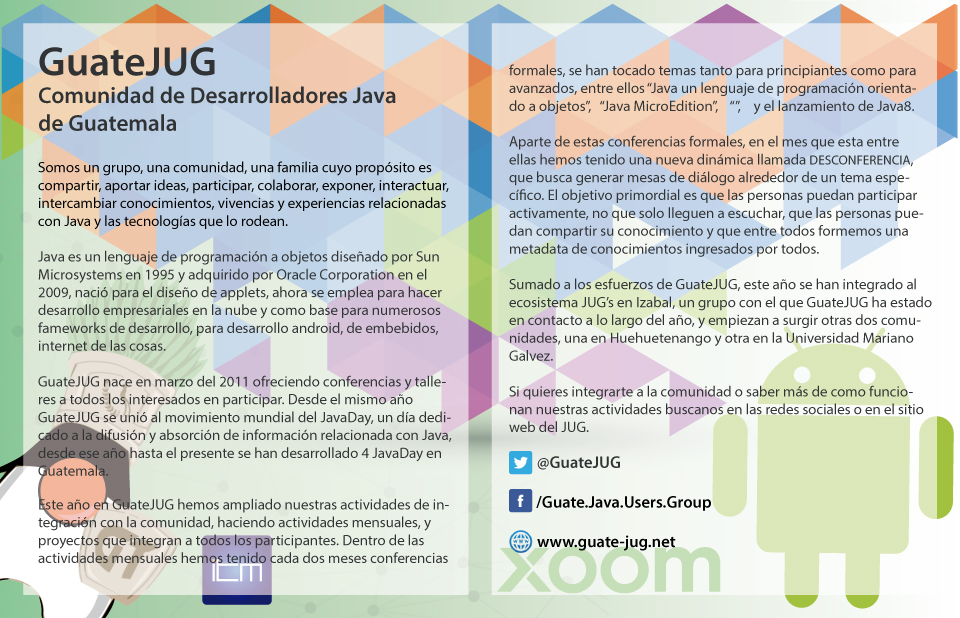 GuateJUG
Comunidad de Desarrolladores Java
de Guatemala
Somos un grupo, una comunidad, una familia cuyo propósito es
compartir, aportar ideas, participar, colaborar, exponer, interactuar,
intercambiar conocimientos, vivencias y experiencias relacionadas
con Java y las tecnologías que lo rodean.
Java es un lenguaje de programación a objetos diseñado por Sun
Microsystems en 1995 y adquirido por Oracle Corporation en el
2009, nació para el diseño de applets, ahora se emplea para hacer
desarrollo empresariales en la nube y como base para numerosos
fameworks de desarrollo, para desarrollo android, de embebidos,
internet de las cosas.
GuateJUG nace en marzo del 2011 ofreciendo conferencias y talle-
res a todos los interesados en participar. Desde el mismo año
GuateJUG se unió al movimiento mundial del JavaDay, un día dedi-
cado a la difusión y absorción de información relacionada con Java,
desde ese año hasta el presente se han desarrollado 4 JavaDay en
Guatemala.
Este año en GuateJUG hemos ampliado nuestras actividades de in-
tegración con la comunidad, haciendo actividades mensuales, y
proyectos que integran a todos los participantes. Dentro de las
actividades mensuales hemos tenido cada dos meses conferencias
GT
formales, se han tocado temas tanto para principiantes como para
avanzados, entre ellos “Java un lenguaje de programación orienta-
do a objetos”, “Java MicroEdition”, “”, y el lanzamiento de Java8.
Aparte de estas conferencias formales, en el mes que esta entre
ellas hemos tenido una nueva dinámica llamada DESCONFERENCIA,
que busca generar mesas de diálogo alrededor de un tema espe-
cífico. El objetivo primordial es que las personas puedan participar
activamente, no que solo lleguen a escuchar, que las personas pue-
dan compartir su conocimiento y que entre todos formemos una
metadata de conocimientos ingresados por todos.
Sumado a los esfuerzos de GuateJUG, este año se han integrado al
ecosistema JUG’s en Izabal, un grupo con el que GuateJUG ha estado
en contacto a lo largo del año, y empiezan a surgir otras dos comu-
nidades, una en Huehuetenango y otra en la Universidad Mariano
Galvez.
Si quieres integrarte a la comunidad o saber más de como funcio-
nan nuestras actividades buscanos en las redes sociales o en el sitio
web del JUG.
@GuateJUG
/Guate.Java.Users.Group
www.guate-jug.net
xoom